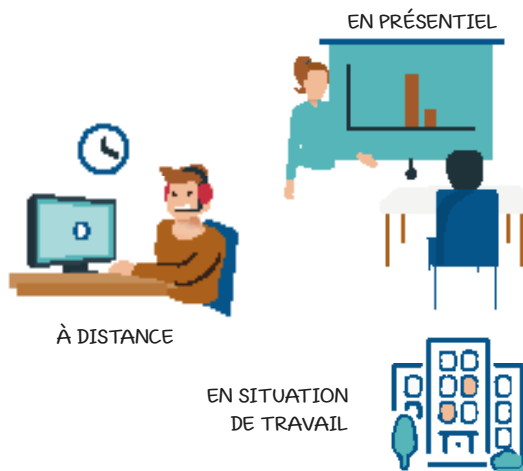 EN PRÉSENTIEL
À DISTANCE
EN SITUATION
DE TRAVAIL